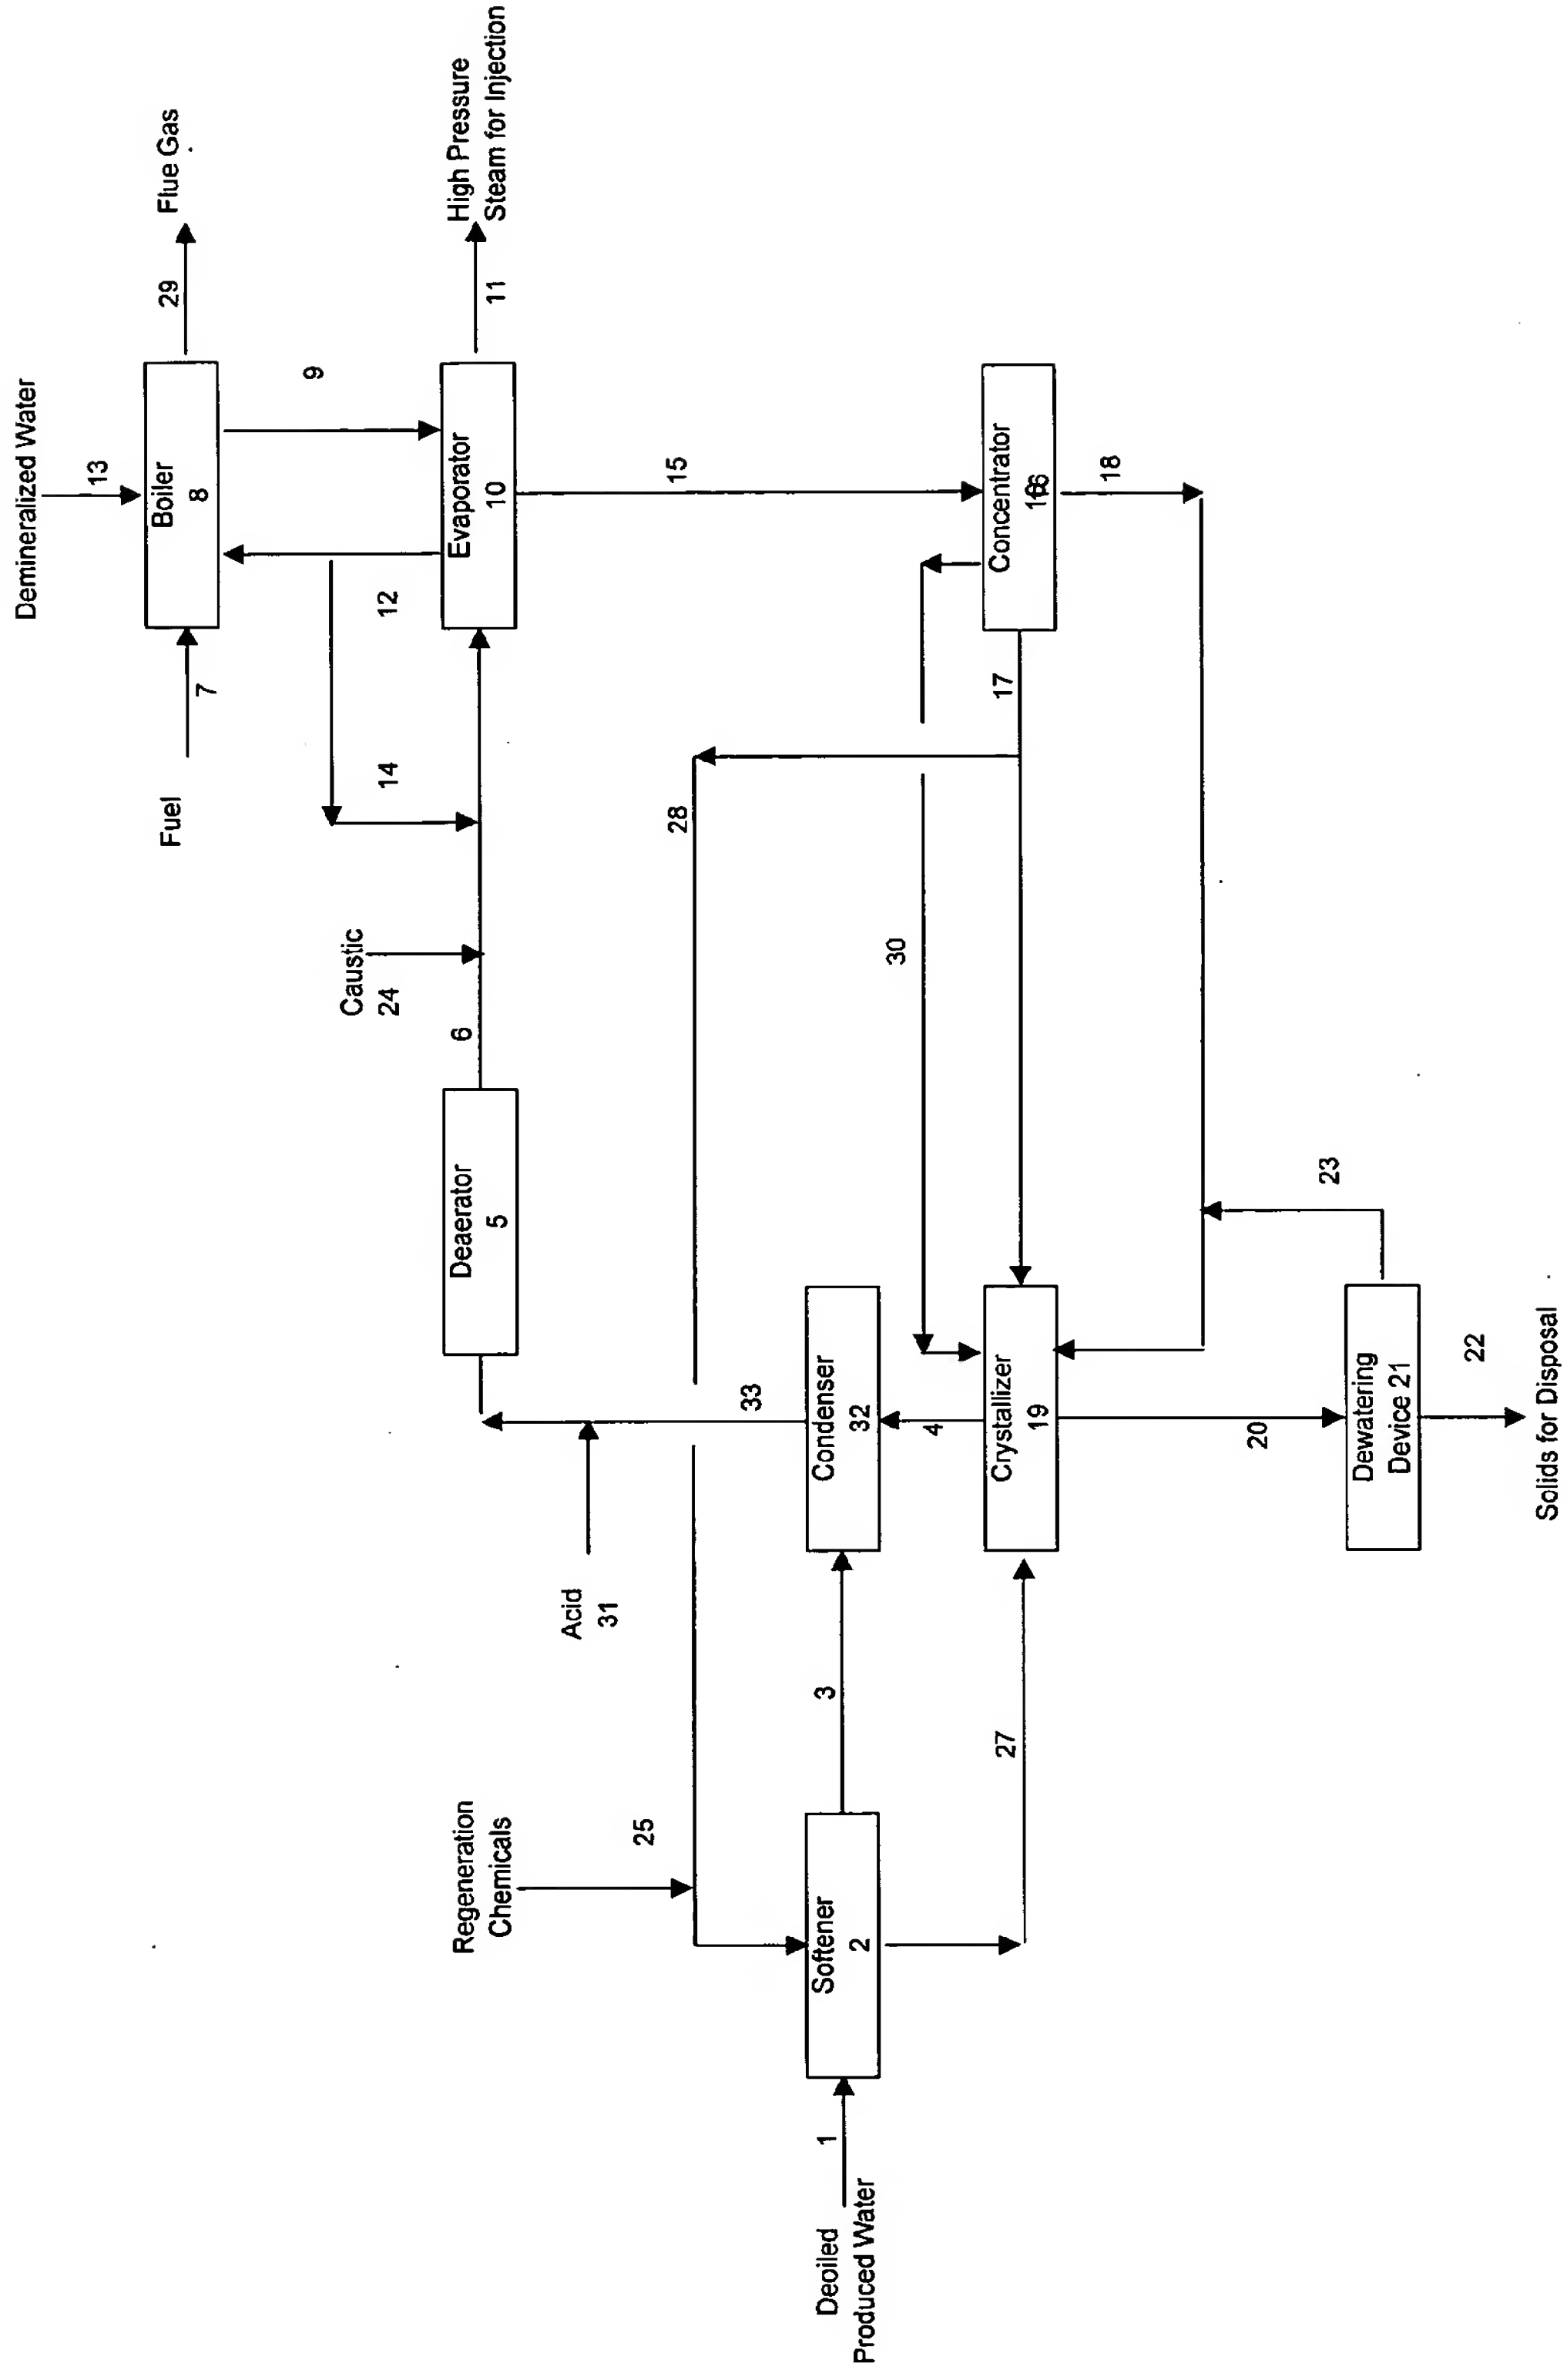 Demineralized Water
13
Fuel
7
Boiler
8
29
Flue Gas
9
12
14
Caustic
24
6
Deaerator
5
Evaporator
10
High Pressure
Steam for Injection
11
Regeneration
Chemicals
25
Acid
31
33
28
15
Deoiled
Produced Water
1
Softener
2
3
Condenser
32
4
30
27
Crystallizer
19
17
Concentrator
16
18
20
23
Dewatering
Device 21
22
Solids for Disposal